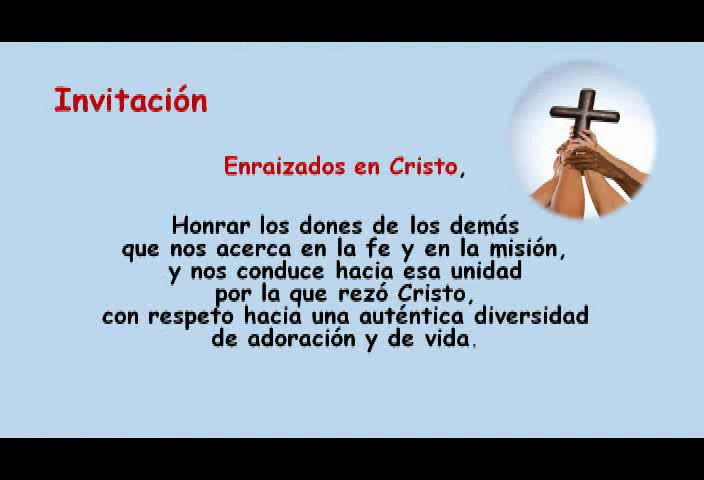 Invitación
Enraizados en Cristo,
Honrar los dones de los demás
que nos acerca en la fe y en la misión,
y nos conduce hacia esa unidad
por la que rezó Cristo,
con respeto hacia una auténtica diversidad
de adoración y de vida.